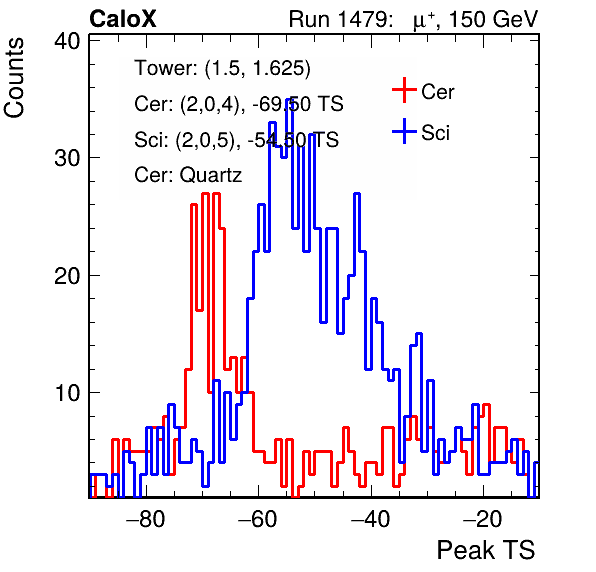 CaloX Run 1479: μ⁺, 150 GeV
Counts
40
30
20
10
Tower: (1.5, 1.625)
Cer: (2,0,4), -69.50 TS
Sci: (2,0,5), -54.50 TS
Cer: Quartz
Cer
Sci
−80 −60 −40 −20
Peak TS